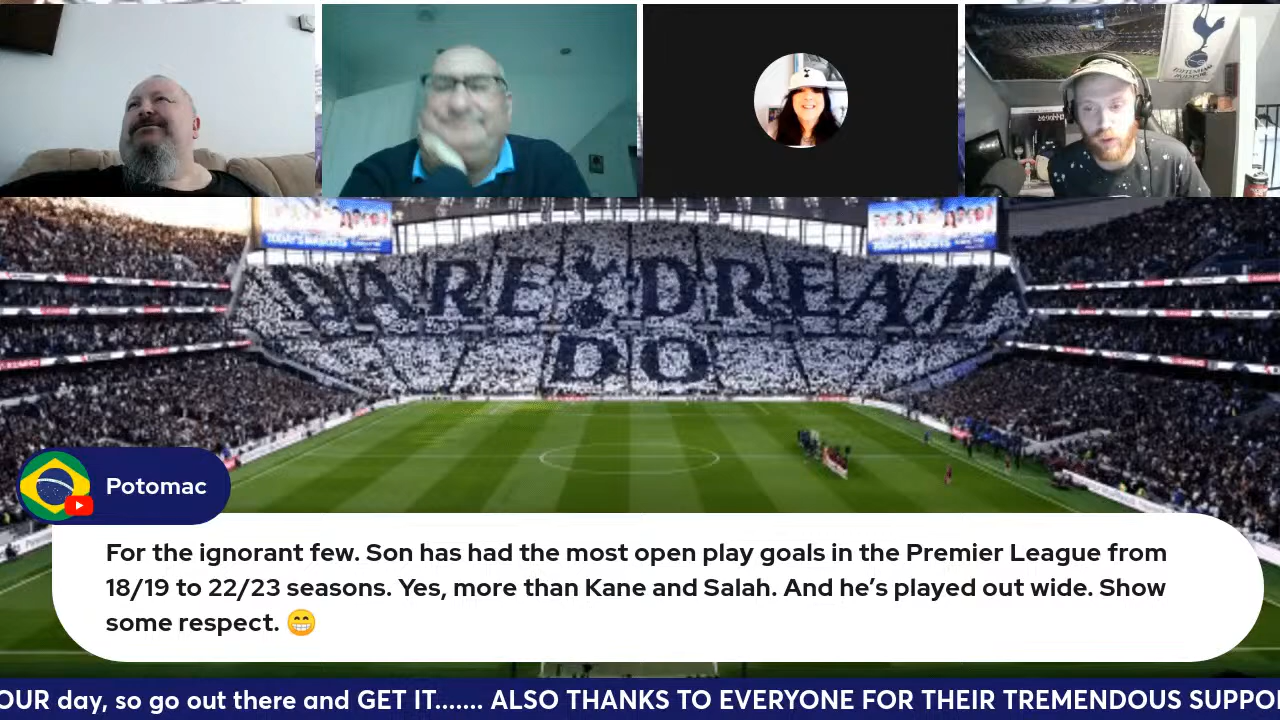 DARE DREAM
DO
Potomac
For the ignorant few. Son has had the most open play goals in the Premier League from
18/19 to 22/23 seasons. Yes, more than Kane and Salah. And he’s played out wide. Show
some respect. 😁
OUR day, so go out there and GET IT....... ALSO THANKS TO EVERYONE FOR THEIR TREMENDOUS SUPPO